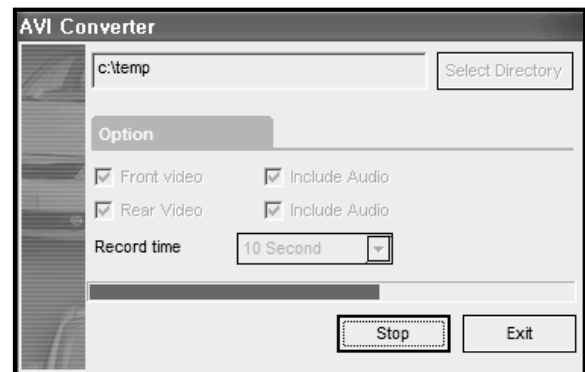 AVI Converter
c:\temp
Select Directory
Option
Front video
Include Audio
Rear Video
Include Audio
Record time
10 Second
Stop
Exit